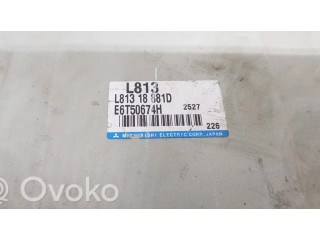 L813
L813 18 881D
E6T50674H
2527
226
MITSUBISHI ELECTRIC CORP. JAPAN
OVOKO